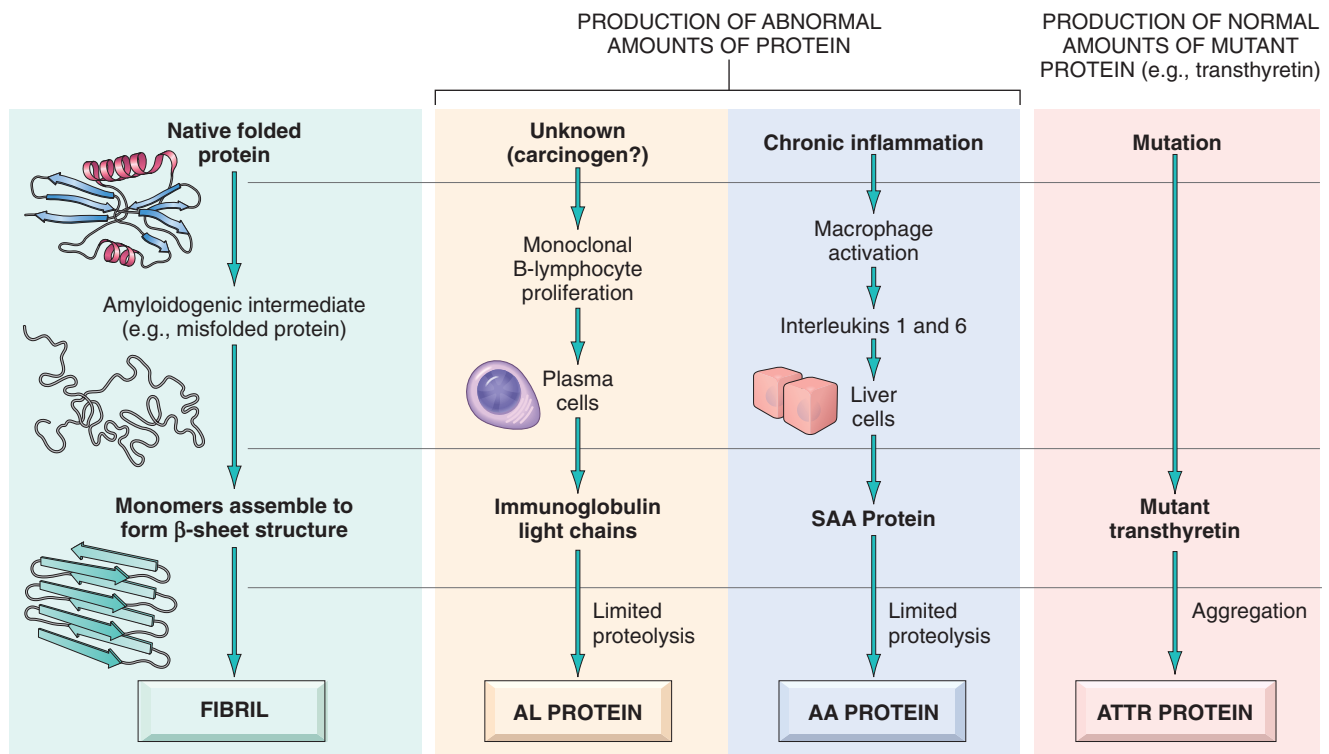 PRODUCTION OF ABNORMAL
AMOUNTS OF PROTEIN
PRODUCTION OF NORMAL
AMOUNTS OF MUTANT
PROTEIN (e.g., transthyretin)
Native folded
protein
Amyloidogenic intermediate
(e.g., misfolded protein)
Monomers assemble to
form β-sheet structure
FIBRIL
Unknown
(carcinogen?)
Monoclonal
B-lymphocyte
proliferation
Plasma
cells
Immunoglobulin
light chains
Limited
proteolysis
AL PROTEIN
Chronic inflammation
Macrophage
activation
Interleukins 1 and 6
Liver
cells
SAA Protein
Limited
proteolysis
AA PROTEIN
Mutation
Mutant
transthyretin
Aggregation
ATTR PROTEIN